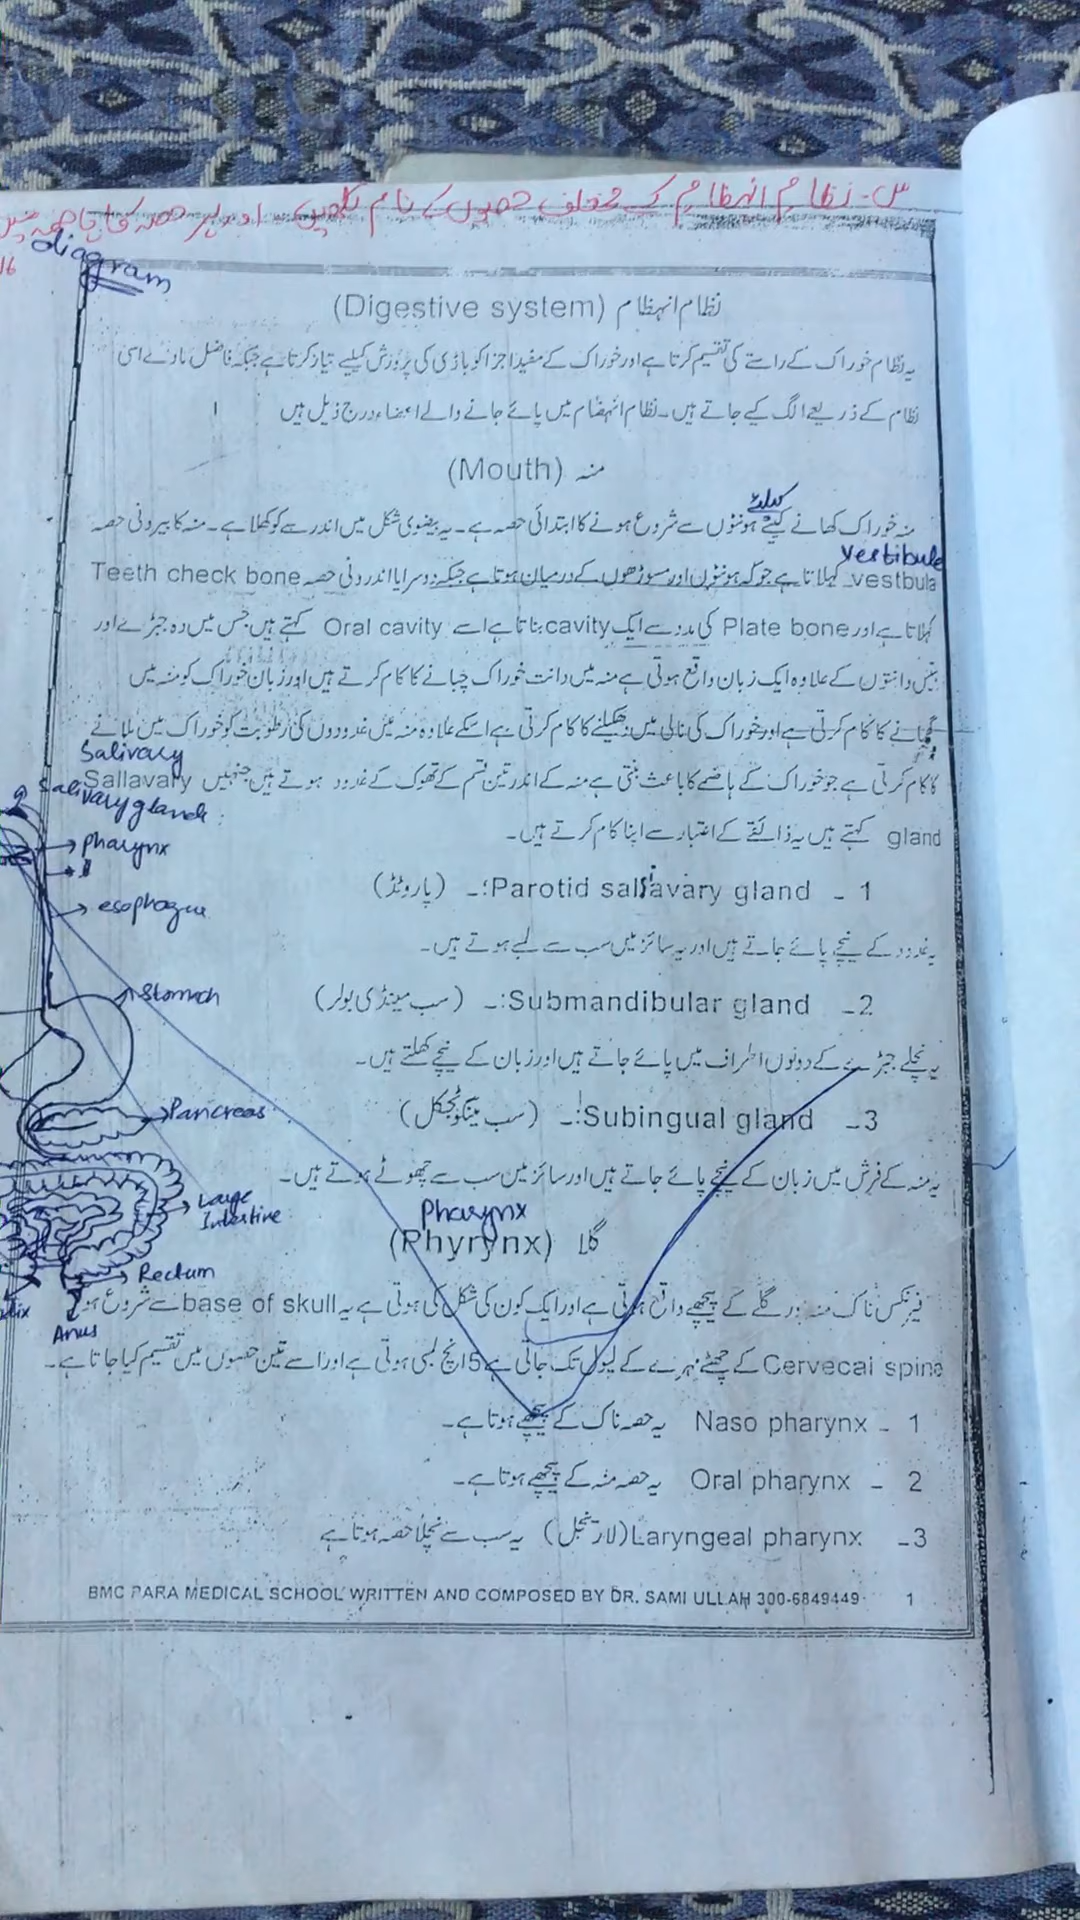 س۔ نظام انہظام کے مختلف حصوں کے نام لکھیں۔ اور ہر حصہ کا
diagram
16
نظام انہظام (Digestive system)
یہ نظام خوراک کے راستے کی تقسیم کرتا ہے اور خوراک کے مفید اجزا کو باڈی کی پرورش کیلیے تیار کرتا ہے جبکہ فاضل مادے اسی
نظام کے ذریعے الگ کیے جاتے ہیں۔ نظام انہضام میں پائے جانے والے اعضاء درج ذیل ہیں
منہ (Mouth)
کیلئے
منہ خوراک کھانے کیئے ہونٹوں سے شروع ہونے کا ابتدائی حصہ ہے۔ یہ بیضوی شکل میں اندر سے کھوکھلا ہے۔ منہ کا بیرونی حصہ
Vestibule
vestbula کہلاتا ہے جو کہ ہونٹوں اور مسوڑھوں کے درمیان ہوتا ہے جبکہ دوسرا یا اندرونی حصہ Teeth check bone
کہلاتا ہے اور Plate bone کی مدد سے ایک cavity بناتا ہے اسے Oral cavity کہتے ہیں جس میں دہ جبڑے اور
بتیس دانتوں کے علاوہ ایک زبان واقع ہوتی ہے منہ میں دانت خوراک چبانے کا کام کرتے ہیں اور زبان خوراک کو منہ میں
گھمانے کا کام کرتی ہے اور خوراک کی نالی میں دھکیلنے کا کام کرتی ہے اسکے علاوہ منہ میں غدودوں کی رطوبت کو خوراک میں ملانے
Salivary
کا کام کرتی ہے جو خوراک کے ہاضمے کا باعث بنتی ہے منہ کے اندر تین قسم کے تھوک کے غدود ہوتے ہیں جنہیں Sallavary
Salivary glands
gland کہتے ہیں یہ ذائقے کے اعتبار سے اپنا کام کرتے ہیں۔
pharynx
1 - Parotid sallavary gland:۔ (پاروٹڈ)
esophague
یہ غدود کے نیچے پائے جاتے ہیں اور یہ سائز میں سب سے لمبے ہوتے ہیں۔
Stomach
2- Submandibular gland:۔ (سب مینڈی بولر)
یہ نچلے جبڑے کے دونوں اطراف میں پائے جاتے ہیں اور زبان کے نیچے کھلتے ہیں۔
Pancreas
3- Subingual gland:۔
یہ منہ کے فرش میں زبان کے نیچے پائے جاتے ہیں اور سائز میں سب سے چھوٹے ہوتے ہیں۔
Large
Intestine
Pharynx
گلا (Phyrynx)
Rectum
فیرنکس ناک منہ اور گلے کے پیچھے واقع ہوتی ہے اور ایک کون کی شکل کی ہوتی ہے یہ base of skull سے شروع ہو
Anus
Cervecal spine کے چھٹے مہرے کے لیول تک جاتی ہے 5 انچ لمبی ہوتی ہے اور اسے تین حصوں میں تقسیم کیا جاتا ہے۔
1 - Naso pharynx یہ حصہ ناک کے پیچھے ہوتا ہے۔
2 - Oral pharynx یہ حصہ منہ کے پیچھے ہوتا ہے۔
3- Laryngeal pharynx (لارنجل) یہ سب سے نچلا حصہ ہوتا ہے
BMC PARA MEDICAL SCHOOL WRITTEN AND COMPOSED BY DR. SAMI ULLAH 300-6849449 1